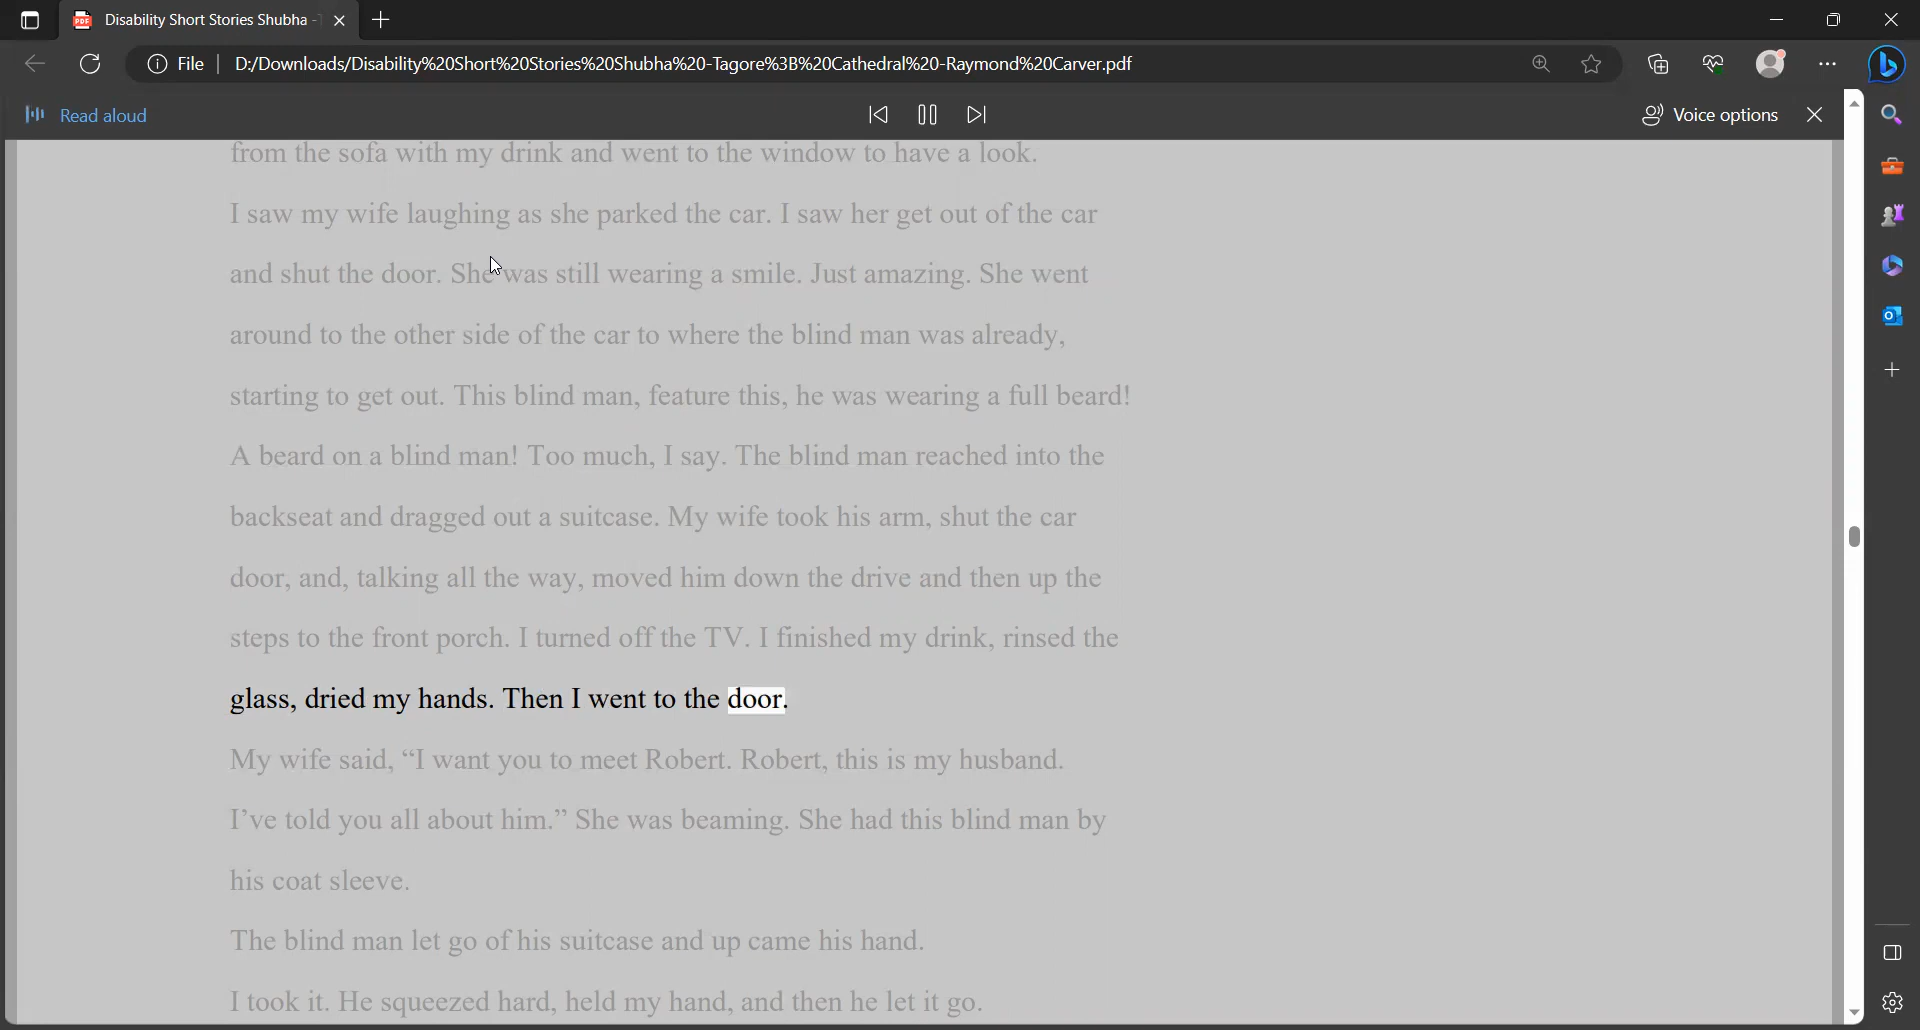 Disability Short Stories Shubha -
File
D:/Downloads/Disability%20Short%20Stories%20Shubha%20-Tagore%3B%20Cathedral%20-Raymond%20Carver.pdf
Read aloud
Voice options
from the sofa with my drink and went to the window to have a look.
I saw my wife laughing as she parked the car. I saw her get out of the car
and shut the door. She was still wearing a smile. Just amazing. She went
around to the other side of the car to where the blind man was already,
starting to get out. This blind man, feature this, he was wearing a full beard!
A beard on a blind man! Too much, I say. The blind man reached into the
backseat and dragged out a suitcase. My wife took his arm, shut the car
door, and, talking all the way, moved him down the drive and then up the
steps to the front porch. I turned off the TV. I finished my drink, rinsed the
glass, dried my hands. Then I went to the door.
My wife said, “I want you to meet Robert. Robert, this is my husband.
I’ve told you all about him.” She was beaming. She had this blind man by
his coat sleeve.
The blind man let go of his suitcase and up came his hand.
I took it. He squeezed hard, held my hand, and then he let it go.